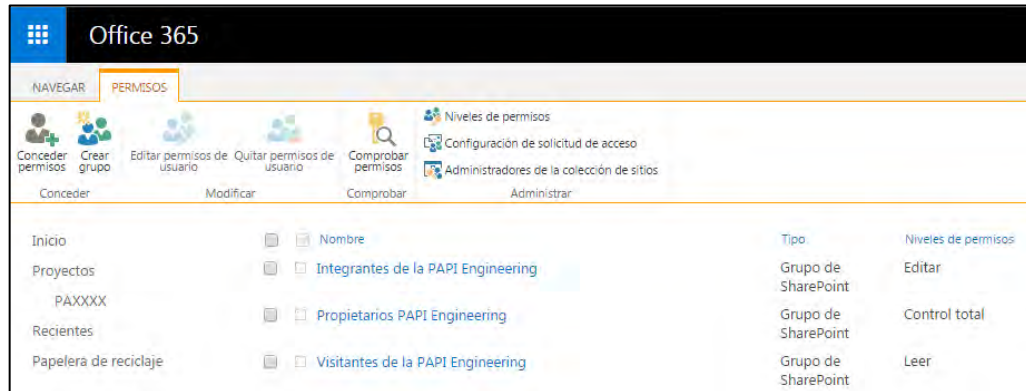 Office 365
NAVEGAR PERMISOS
Niveles de permisos
Configuración de solicitud de acceso
Administradores de la colección de sitios
Conceder permisos
Crear grupo
Editar permisos de usuario
Quitar permisos de usuario
Comprobar permisos
Conceder Modificar Comprobar Administrar
Inicio
Proyectos
PAXXXX
Recientes
Papelera de reciclaje
Nombre Tipo Niveles de permisos
Integrantes de la PAPI Engineering Grupo de Editar
SharePoint
Propietarios PAPI Engineering Grupo de Control total
SharePoint
Visitantes de la PAPI Engineering Grupo de Leer
SharePoint